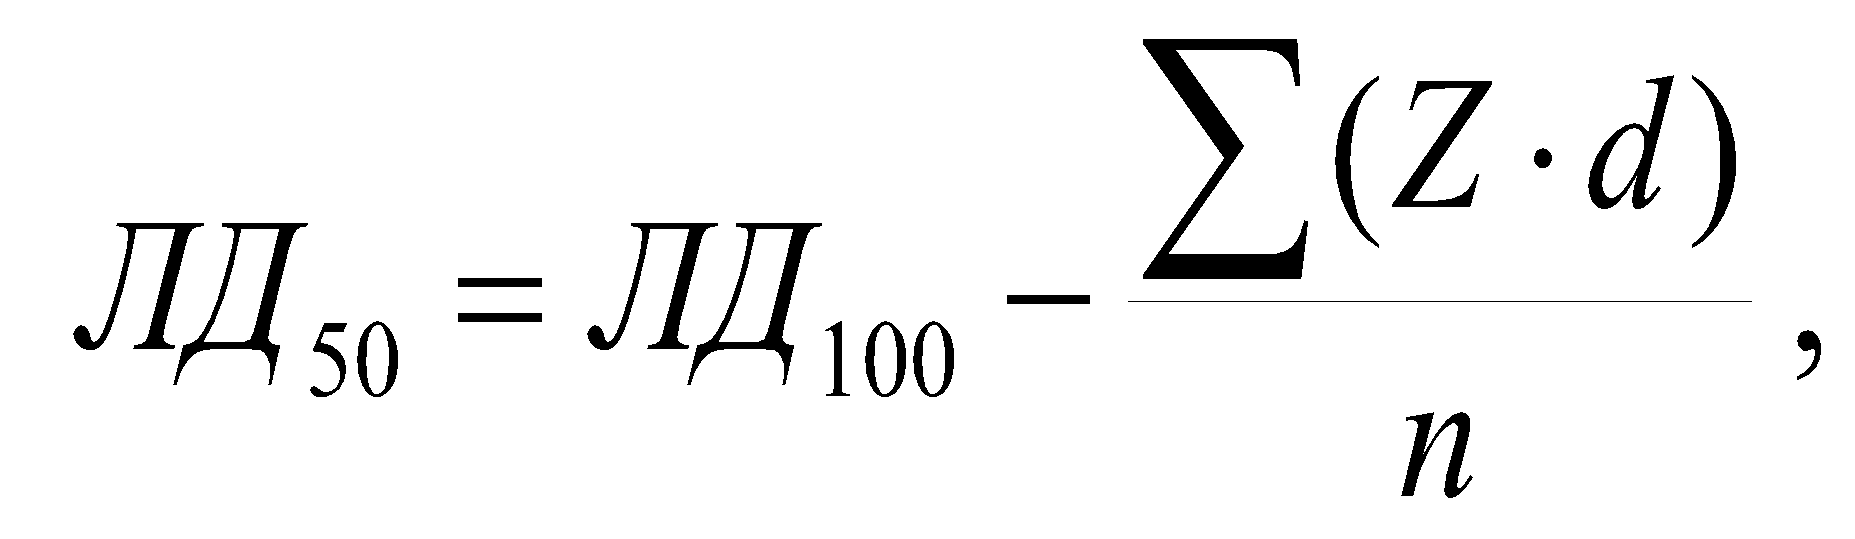 ЛД₅₀ = ЛД₁₀₀ − ∑(Z · d) / n ,